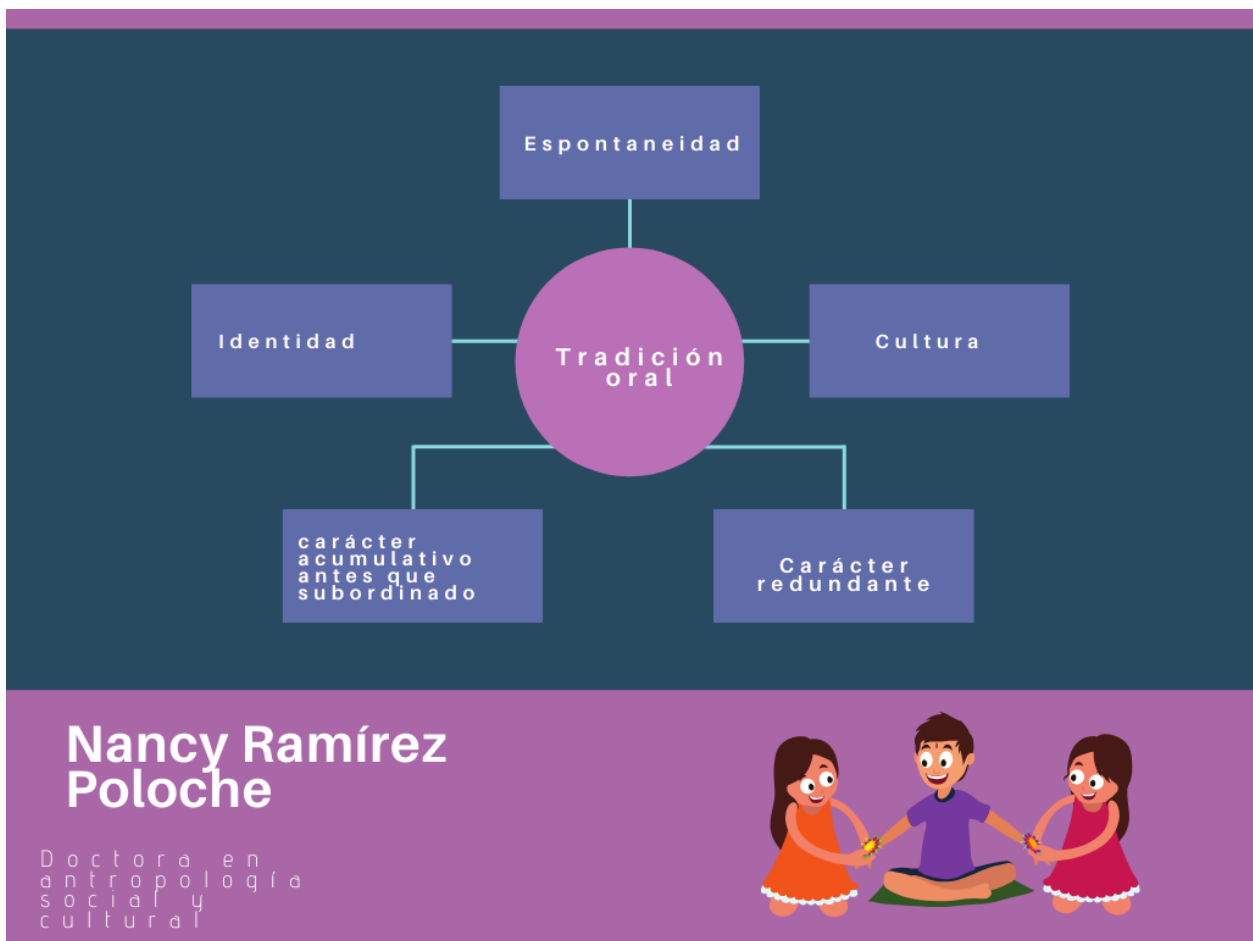 Espontaneidad
Identidad
Tradición
oral
Cultura
carácter
acumulativo
antes que
subordinado
Carácter
redundante
Nancy Ramírez
Poloche
Doctora en
antropología
social y
cultural